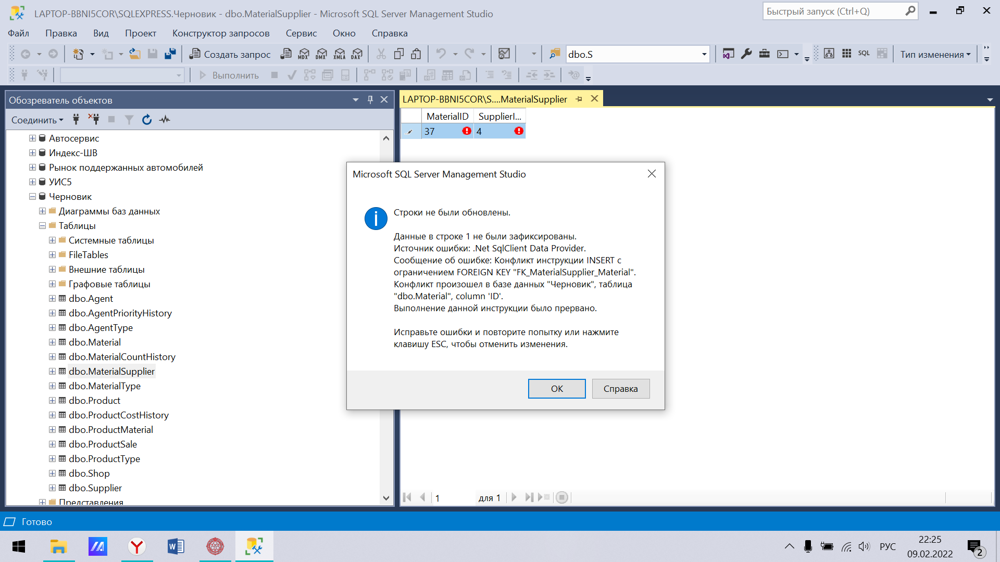 LAPTOP-BBNI5COR\SQLEXPRESS.Черновик - dbo.MaterialSupplier - Microsoft SQL Server Management Studio
Быстрый запуск (Ctrl+Q)
Файл Правка Вид Проект Конструктор запросов Сервис Окно Справка
Создать запрос MDX DMX XMLA DAX dbo.S SQL Тип изменения
Выполнить
Обозреватель объектов
Соединить
Автосервис
Индекс-ШВ
Рынок поддержанных автомобилей
УИС5
Черновик
Диаграммы баз данных
Таблицы
Системные таблицы
FileTables
Внешние таблицы
Графовые таблицы
dbo.Agent
dbo.AgentPriorityHistory
dbo.AgentType
dbo.Material
dbo.MaterialCountHistory
dbo.MaterialSupplier
dbo.MaterialType
dbo.Product
dbo.ProductCostHistory
dbo.ProductMaterial
dbo.ProductSale
dbo.ProductType
dbo.Shop
dbo.Supplier
Представления
LAPTOP-BBNI5COR\S....MaterialSupplier
MaterialID SupplierI...
37 4
Microsoft SQL Server Management Studio
Строки не были обновлены.
Данные в строке 1 не были зафиксированы.
Источник ошибки: .Net SqlClient Data Provider.
Сообщение об ошибке: Конфликт инструкции INSERT с
ограничением FOREIGN KEY "FK_MaterialSupplier_Material".
Конфликт произошел в базе данных "Черновик", таблица
"dbo.Material", column 'ID'.
Выполнение данной инструкции было прервано.
Исправьте ошибки и повторите попытку или нажмите
клавишу ESC, чтобы отменить изменения.
ОК Справка
1 для 1
Готово
РУС
22:25
09.02.2022
2